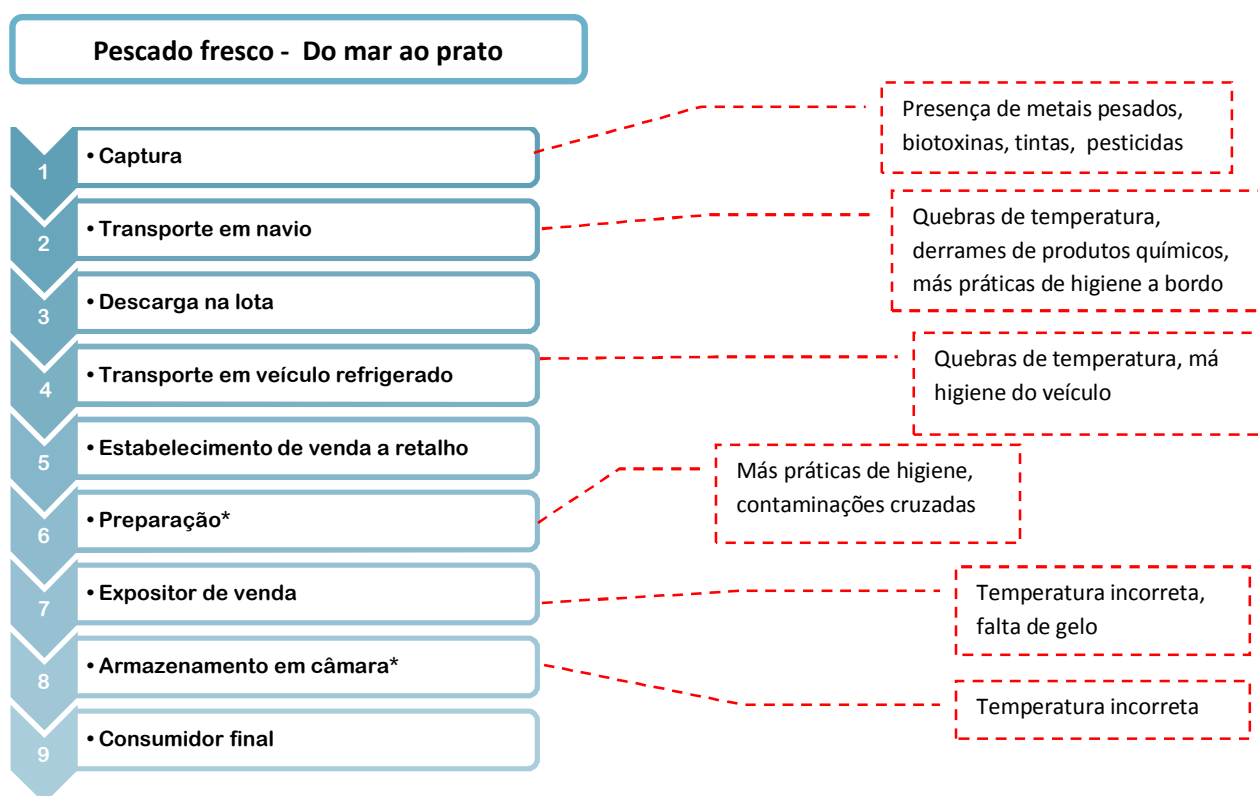 Pescado fresco - Do mar ao prato
1
• Captura
Presença de metais pesados,
biotoxinas, tintas, pesticidas
2
• Transporte em navio
Quebras de temperatura,
derrames de produtos químicos,
más práticas de higiene a bordo
3
• Descarga na lota
4
• Transporte em veículo refrigerado
Quebras de temperatura, má
higiene do veículo
5
• Estabelecimento de venda a retalho
6
• Preparação*
Más práticas de higiene,
contaminações cruzadas
7
• Expositor de venda
Temperatura incorreta,
falta de gelo
8
• Armazenamento em câmara*
Temperatura incorreta
9
• Consumidor final